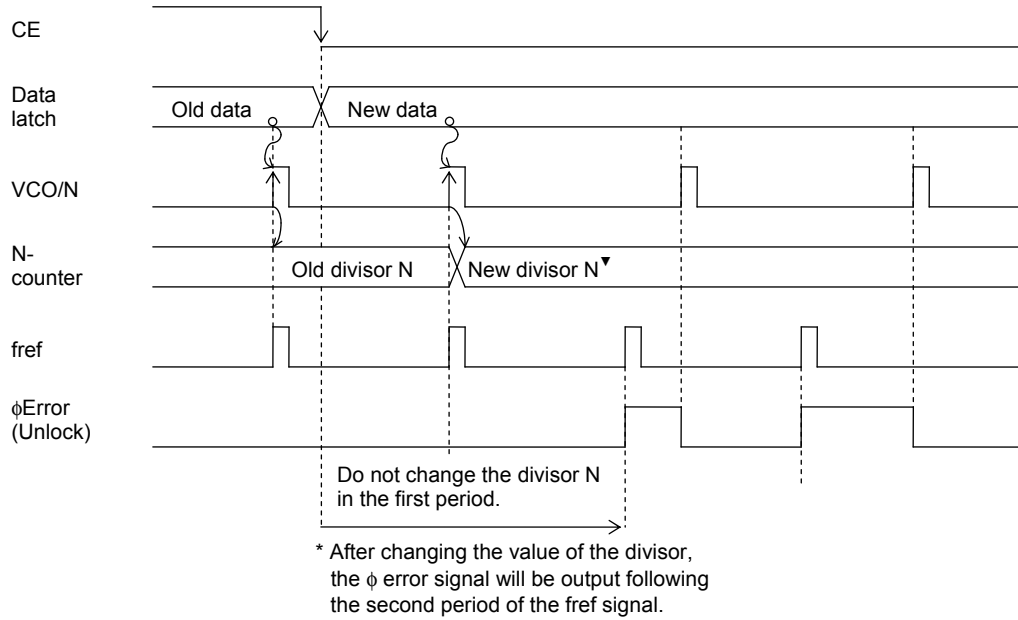 CE
Data
latch
Old data
New data
VCO/N
N-
counter
Old divisor N
New divisor N▼
fref
ϕError
(Unlock)
Do not change the divisor N
in the first period.
* After changing the value of the divisor,
the ϕ error signal will be output following
the second period of the fref signal.